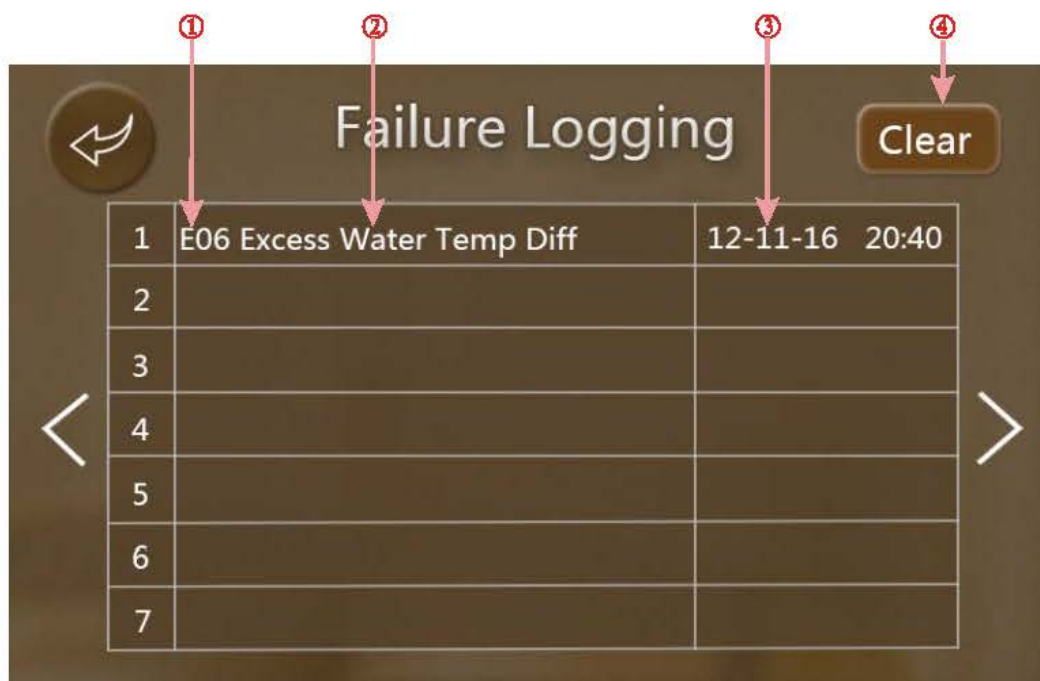 ① ② ③ ④
Failure Logging
Clear
1 E06 Excess Water Temp Diff 12-11-16 20:40
2
3
4
5
6
7